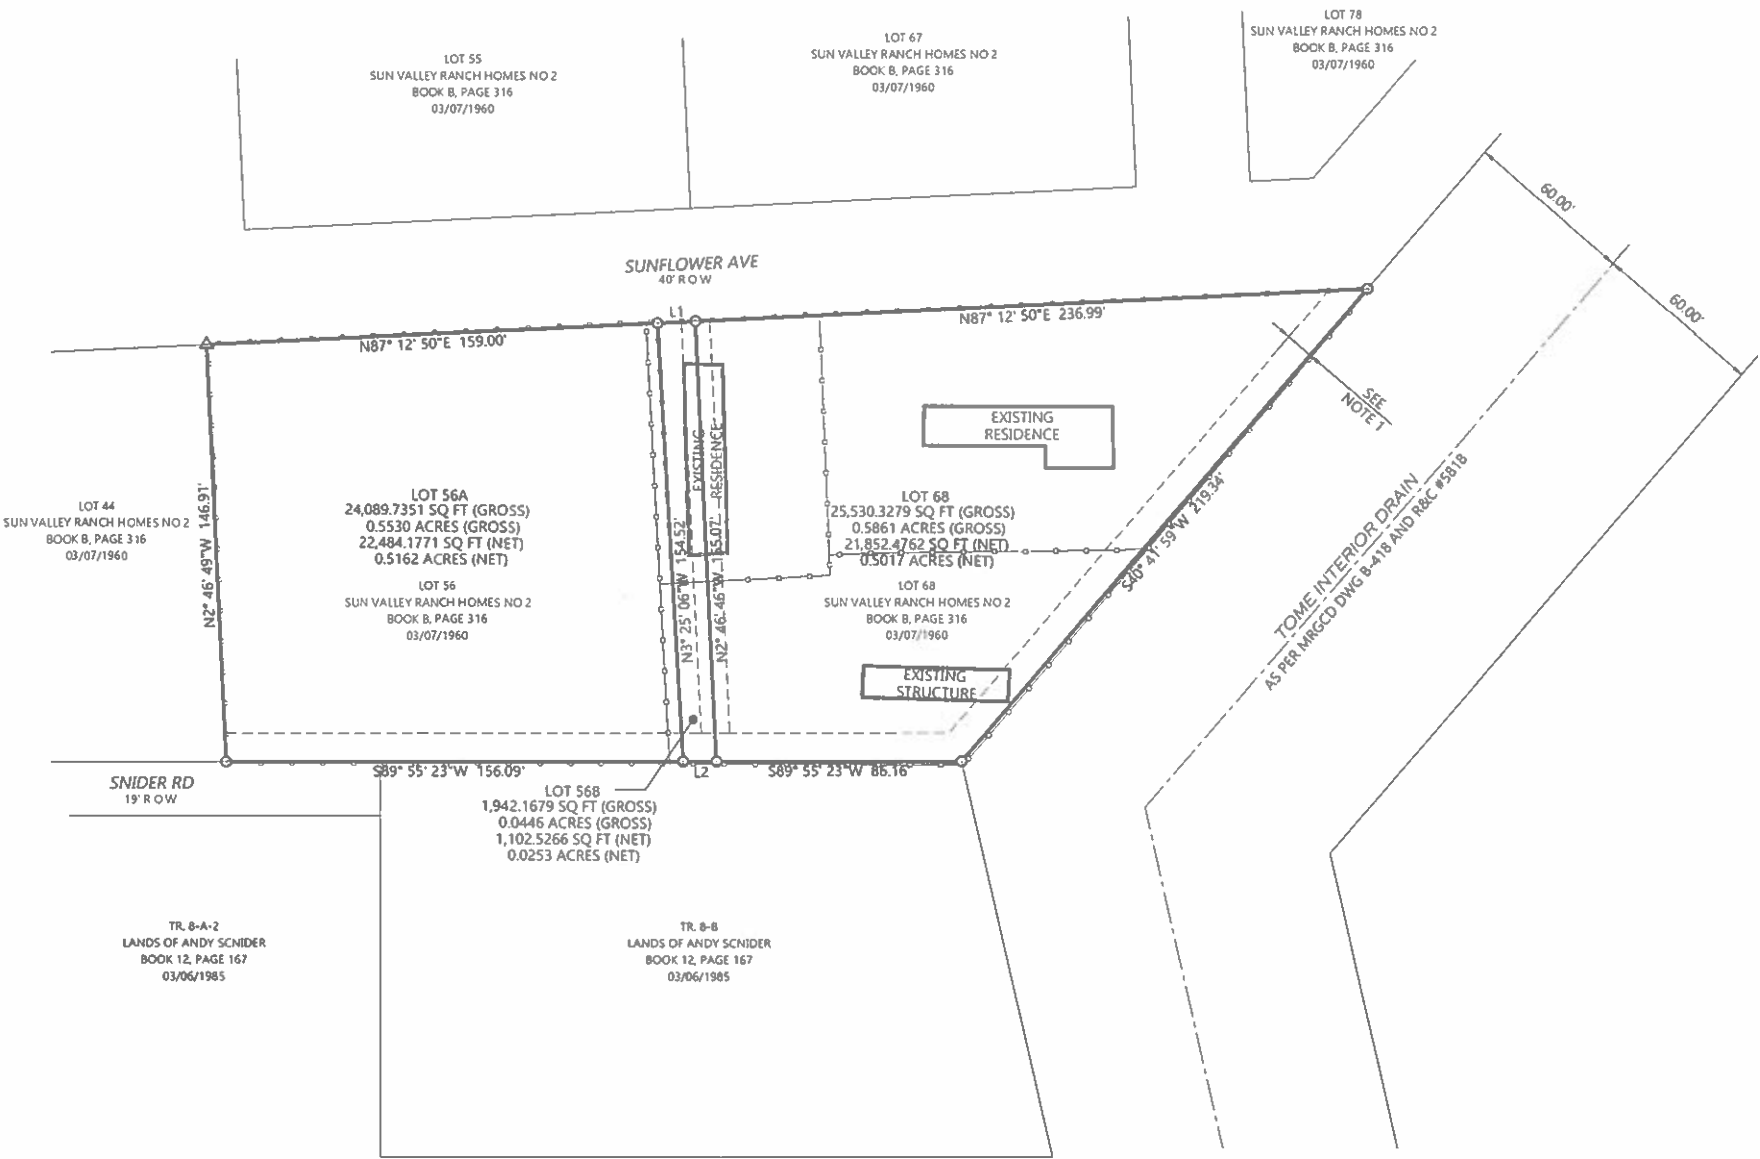 LOT 55
SUN VALLEY RANCH HOMES NO 2
BOOK B, PAGE 316
03/07/1960
LOT 67
SUN VALLEY RANCH HOMES NO 2
BOOK B, PAGE 316
03/07/1960
LOT 78
SUN VALLEY RANCH HOMES NO 2
BOOK B, PAGE 316
03/07/1960
60.00'
60.00'
SUNFLOWER AVE
40' ROW
L1
N87° 12' 50"E 159.00'
N87° 12' 50"E 236.99'
SEE
NOTE 1
EXISTING
RESIDENCE
EXISTING
RESIDENCE
LOT 44
SUN VALLEY RANCH HOMES NO 2
BOOK B, PAGE 316
03/07/1960
N2° 46' 49"W 146.91'
LOT 56A
24,089.7351 SQ FT (GROSS)
0.5530 ACRES (GROSS)
22,484.1771 SQ FT (NET)
0.5162 ACRES (NET)
LOT 56
SUN VALLEY RANCH HOMES NO 2
BOOK B, PAGE 316
03/07/1960
N3° 25' 06"W 154.52'
N2° 46' 46"W 155.07'
LOT 68
25,530.3279 SQ FT (GROSS)
0.5861 ACRES (GROSS)
21,852.4762 SQ FT (NET)
0.5017 ACRES (NET)
LOT 68
SUN VALLEY RANCH HOMES NO 2
BOOK B, PAGE 316
03/07/1960
S40° 41' 59"W 219.34'
TOME INTERIOR DRAIN
AS PER MRGCD DWG B-418 AND R&C #5818
EXISTING
STRUCTURE
SNIDER RD
19' ROW
S89° 55' 23"W 156.09'
L2
S89° 55' 23"W 86.16'
LOT 56B
1,942.1679 SQ FT (GROSS)
0.0446 ACRES (GROSS)
1,102.5266 SQ FT (NET)
0.0253 ACRES (NET)
TR. 8-A-2
LANDS OF ANDY SCNIDER
BOOK 12, PAGE 167
03/06/1985
TR. 8-B
LANDS OF ANDY SCNIDER
BOOK 12, PAGE 167
03/06/1985